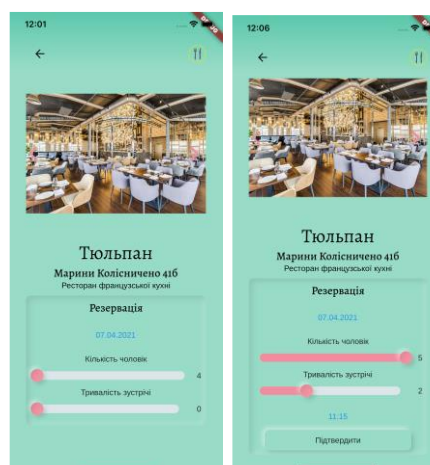 12:01
Тюльпан
Марини Колісничено 41б
Ресторан французської кухні
Резервація
07.04.2021
Кількість чоловік
4
Тривалість зустрічі
0
12:06
Тюльпан
Марини Колісничено 41б
Ресторан французської кухні
Резервація
07.04.2021
Кількість чоловік
5
Тривалість зустрічі
2
11:15
Підтвердити